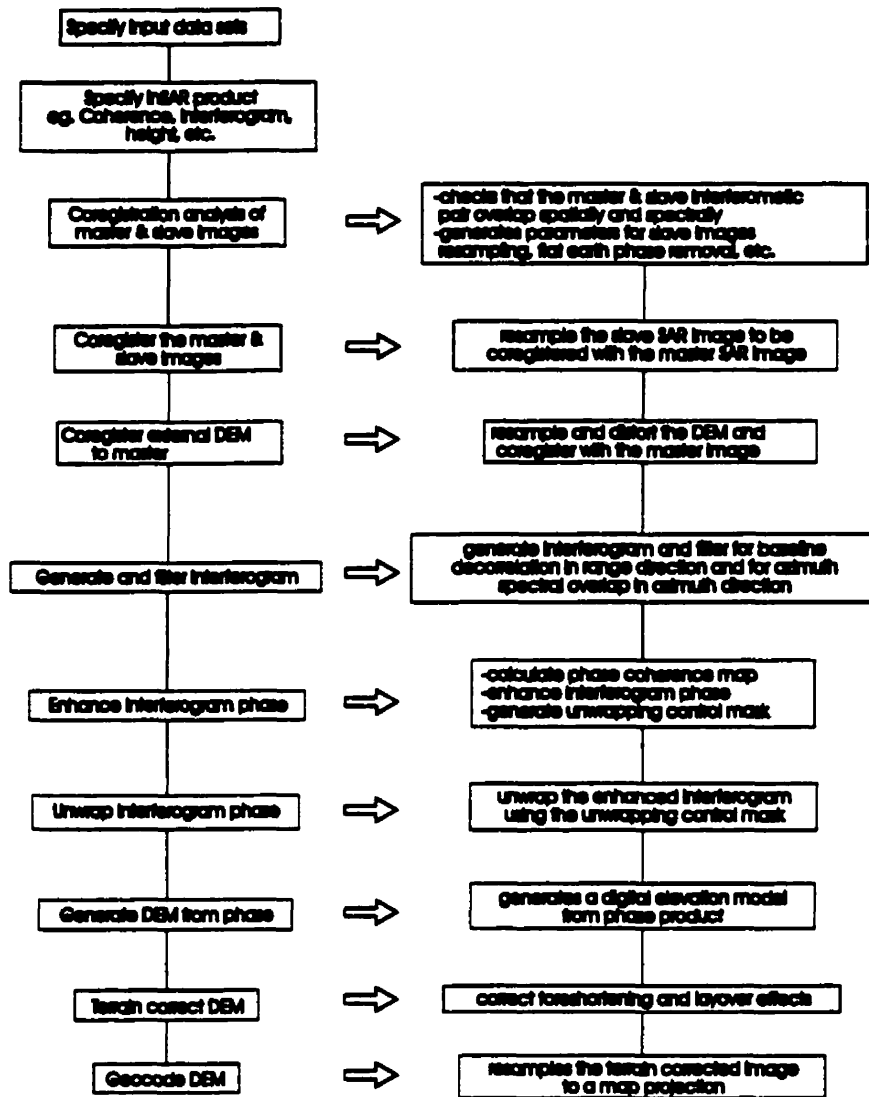 Specify input data sets
Specify InSAR product
eg. Coherence, Interferogram,
height, etc.
Coregistration analysis of
master & slave images
-checks that the master & slave interferometic
pair overlap spatially and spectrally
-generates parameters for slave images
resampling, flat earth phase removal, etc.
Coregister the master &
slave images
resample the slave SAR image to be
coregistered with the master SAR image
Coregister external DEM
to master
resample and distort the DEM and
coregister with the master image
Generate and filter interferogram
generate interferogram and filter for baseline
decorrelation in range direction and for azimuth
spectral overlap in azimuth direction
Enhance interferogram phase
-calculate phase coherence map
-enhance interferogram phase
-generate unwrapping control mask
Unwrap interferogram phase
unwrap the enhanced interferogram
using the unwrapping control mask
Generate DEM from phase
generates a digital elevation model
from phase product
Terrain correct DEM
correct foreshortening and layover effects
Geocode DEM
resamples the terrain corrected image
to a map projection